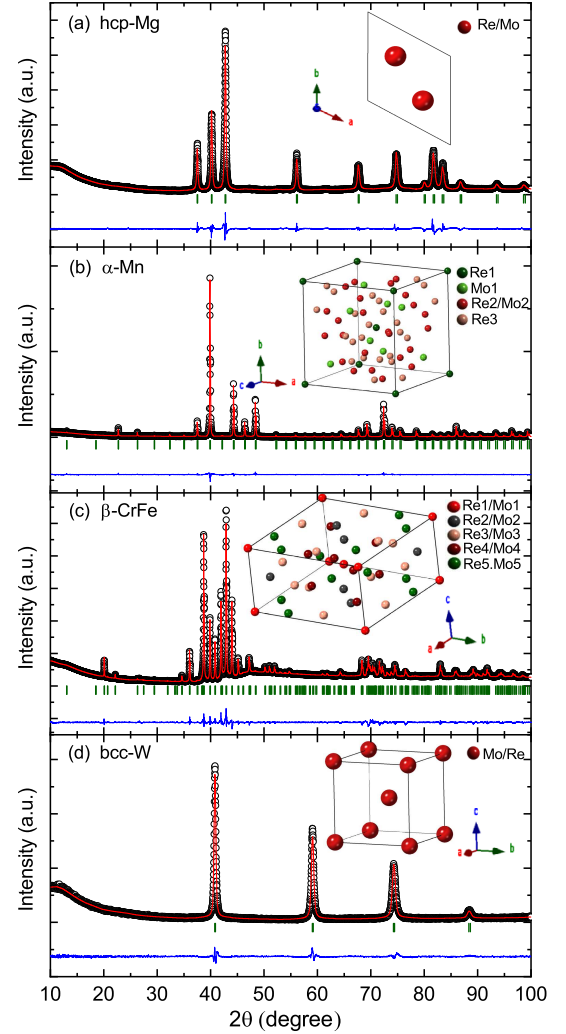 (a) hcp-Mg
Re/Mo
b
a
Intensity (a.u.)
(b) α-Mn
Re1
Mo1
Re2/Mo2
Re3
b
c
a
Intensity (a.u.)
(c) β-CrFe
Re1/Mo1
Re2/Mo2
Re3/Mo3
Re4/Mo4
Re5.Mo5
c
a
b
Intensity (a.u.)
(d) bcc-W
Mo/Re
c
a
b
Intensity (a.u.)
10 20 30 40 50 60 70 80 90 100
2θ (degree)